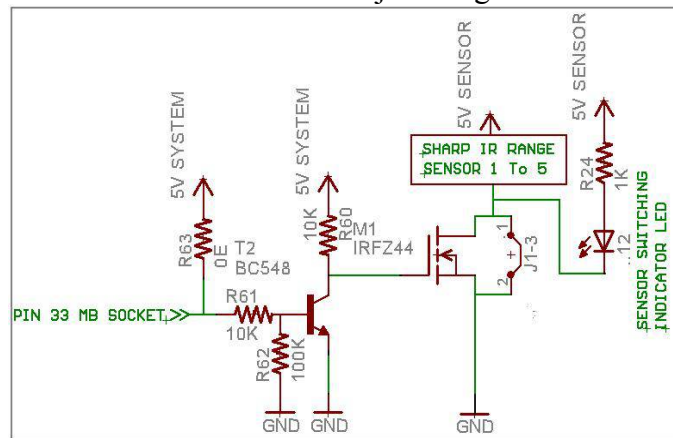 5V SENSOR
5V SENSOR
5V SYSTEM
5V SYSTEM
SHARP IR RANGE
SENSOR 1 To 5
R24
1K
R63
0E
T2
BC548
10K
R60
M1
IRFZ44
1
2
J1-3
12
SENSOR SWITCHING
INDICATOR LED
PIN 33 MB SOCKET
R61
10K
R62
100K
GND
GND
GND